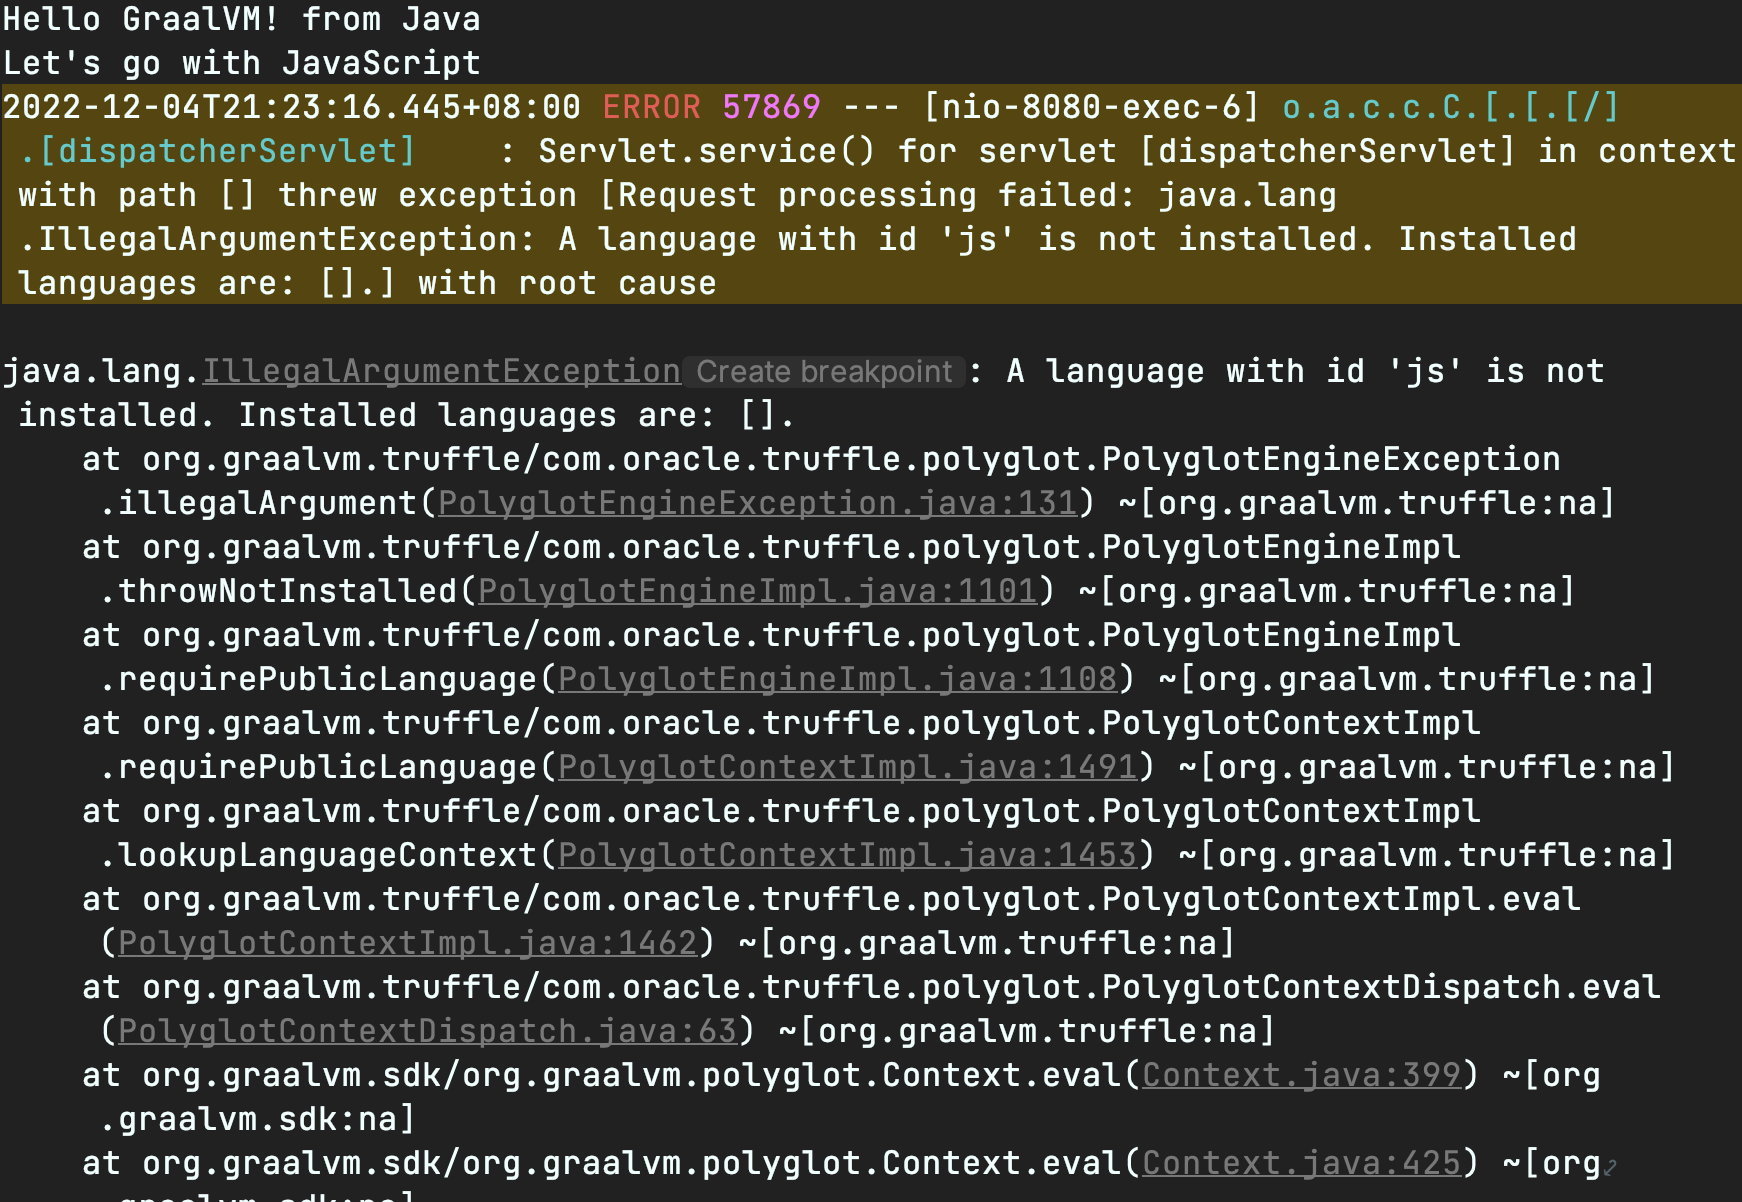 Hello GraalVM! from Java
Let's go with JavaScript
2022-12-04T21:23:16.445+08:00 ERROR 57869 --- [nio-8080-exec-6] o.a.c.c.C.[.[.[/]
.[dispatcherServlet]    : Servlet.service() for servlet [dispatcherServlet] in context
with path [] threw exception [Request processing failed: java.lang
.IllegalArgumentException: A language with id 'js' is not installed. Installed
languages are: [].] with root cause
java.lang.IllegalArgumentException Create breakpoint : A language with id 'js' is not
installed. Installed languages are: [].
at org.graalvm.truffle/com.oracle.truffle.polyglot.PolyglotEngineException
.illegalArgument(PolyglotEngineException.java:131) ~[org.graalvm.truffle:na]
at org.graalvm.truffle/com.oracle.truffle.polyglot.PolyglotEngineImpl
.throwNotInstalled(PolyglotEngineImpl.java:1101) ~[org.graalvm.truffle:na]
at org.graalvm.truffle/com.oracle.truffle.polyglot.PolyglotEngineImpl
.requirePublicLanguage(PolyglotEngineImpl.java:1108) ~[org.graalvm.truffle:na]
at org.graalvm.truffle/com.oracle.truffle.polyglot.PolyglotContextImpl
.requirePublicLanguage(PolyglotContextImpl.java:1491) ~[org.graalvm.truffle:na]
at org.graalvm.truffle/com.oracle.truffle.polyglot.PolyglotContextImpl
.lookupLanguageContext(PolyglotContextImpl.java:1453) ~[org.graalvm.truffle:na]
at org.graalvm.truffle/com.oracle.truffle.polyglot.PolyglotContextImpl.eval
(PolyglotContextImpl.java:1462) ~[org.graalvm.truffle:na]
at org.graalvm.truffle/com.oracle.truffle.polyglot.PolyglotContextDispatch.eval
(PolyglotContextDispatch.java:63) ~[org.graalvm.truffle:na]
at org.graalvm.sdk/org.graalvm.polyglot.Context.eval(Context.java:399) ~[org
.graalvm.sdk:na]
at org.graalvm.sdk/org.graalvm.polyglot.Context.eval(Context.java:425) ~[org
.graalvm.sdk:na]